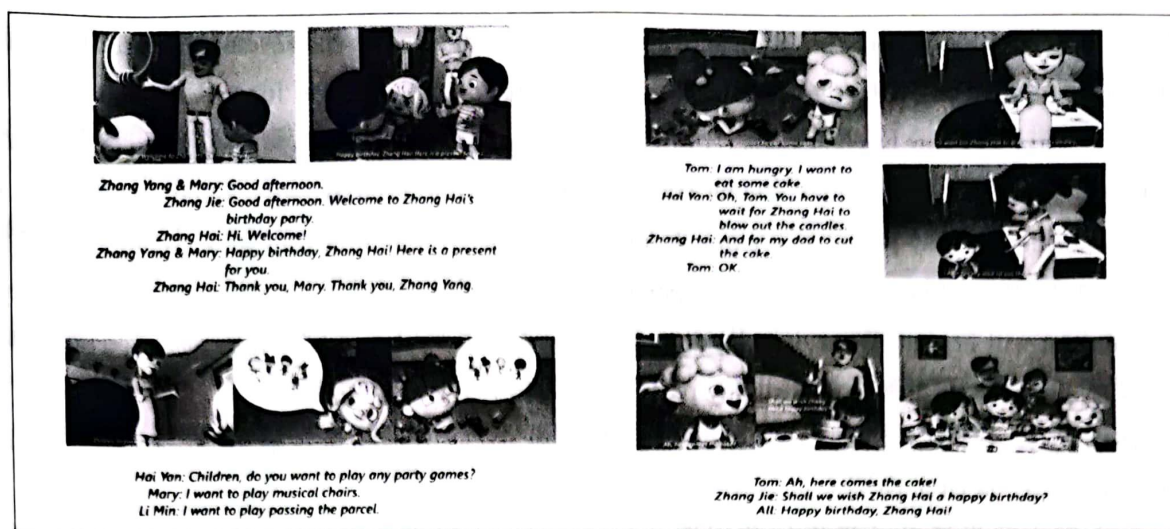 Zhang Yang & Mary: Good afternoon.
Zhang Jie: Good afternoon. Welcome to Zhang Hai's
birthday party.
Zhang Hai: Hi. Welcome!
Zhang Yang & Mary: Happy birthday, Zhang Hai! Here is a present
for you.
Zhang Hai: Thank you, Mary. Thank you, Zhang Yang.
Hai Yan: Children, do you want to play any party games?
Mary: I want to play musical chairs.
Li Min: I want to play passing the parcel.
Tom: I am hungry. I want to
eat some cake.
Hai Yan: Oh, Tom. You have to
wait for Zhang Hai to
blow out the candles.
Zhang Hai: And for my dad to cut
the cake.
Tom: OK.
Tom: Ah, here comes the cake!
Zhang Jie: Shall we wish Zhang Hai a happy birthday?
All: Happy birthday, Zhang Hai!